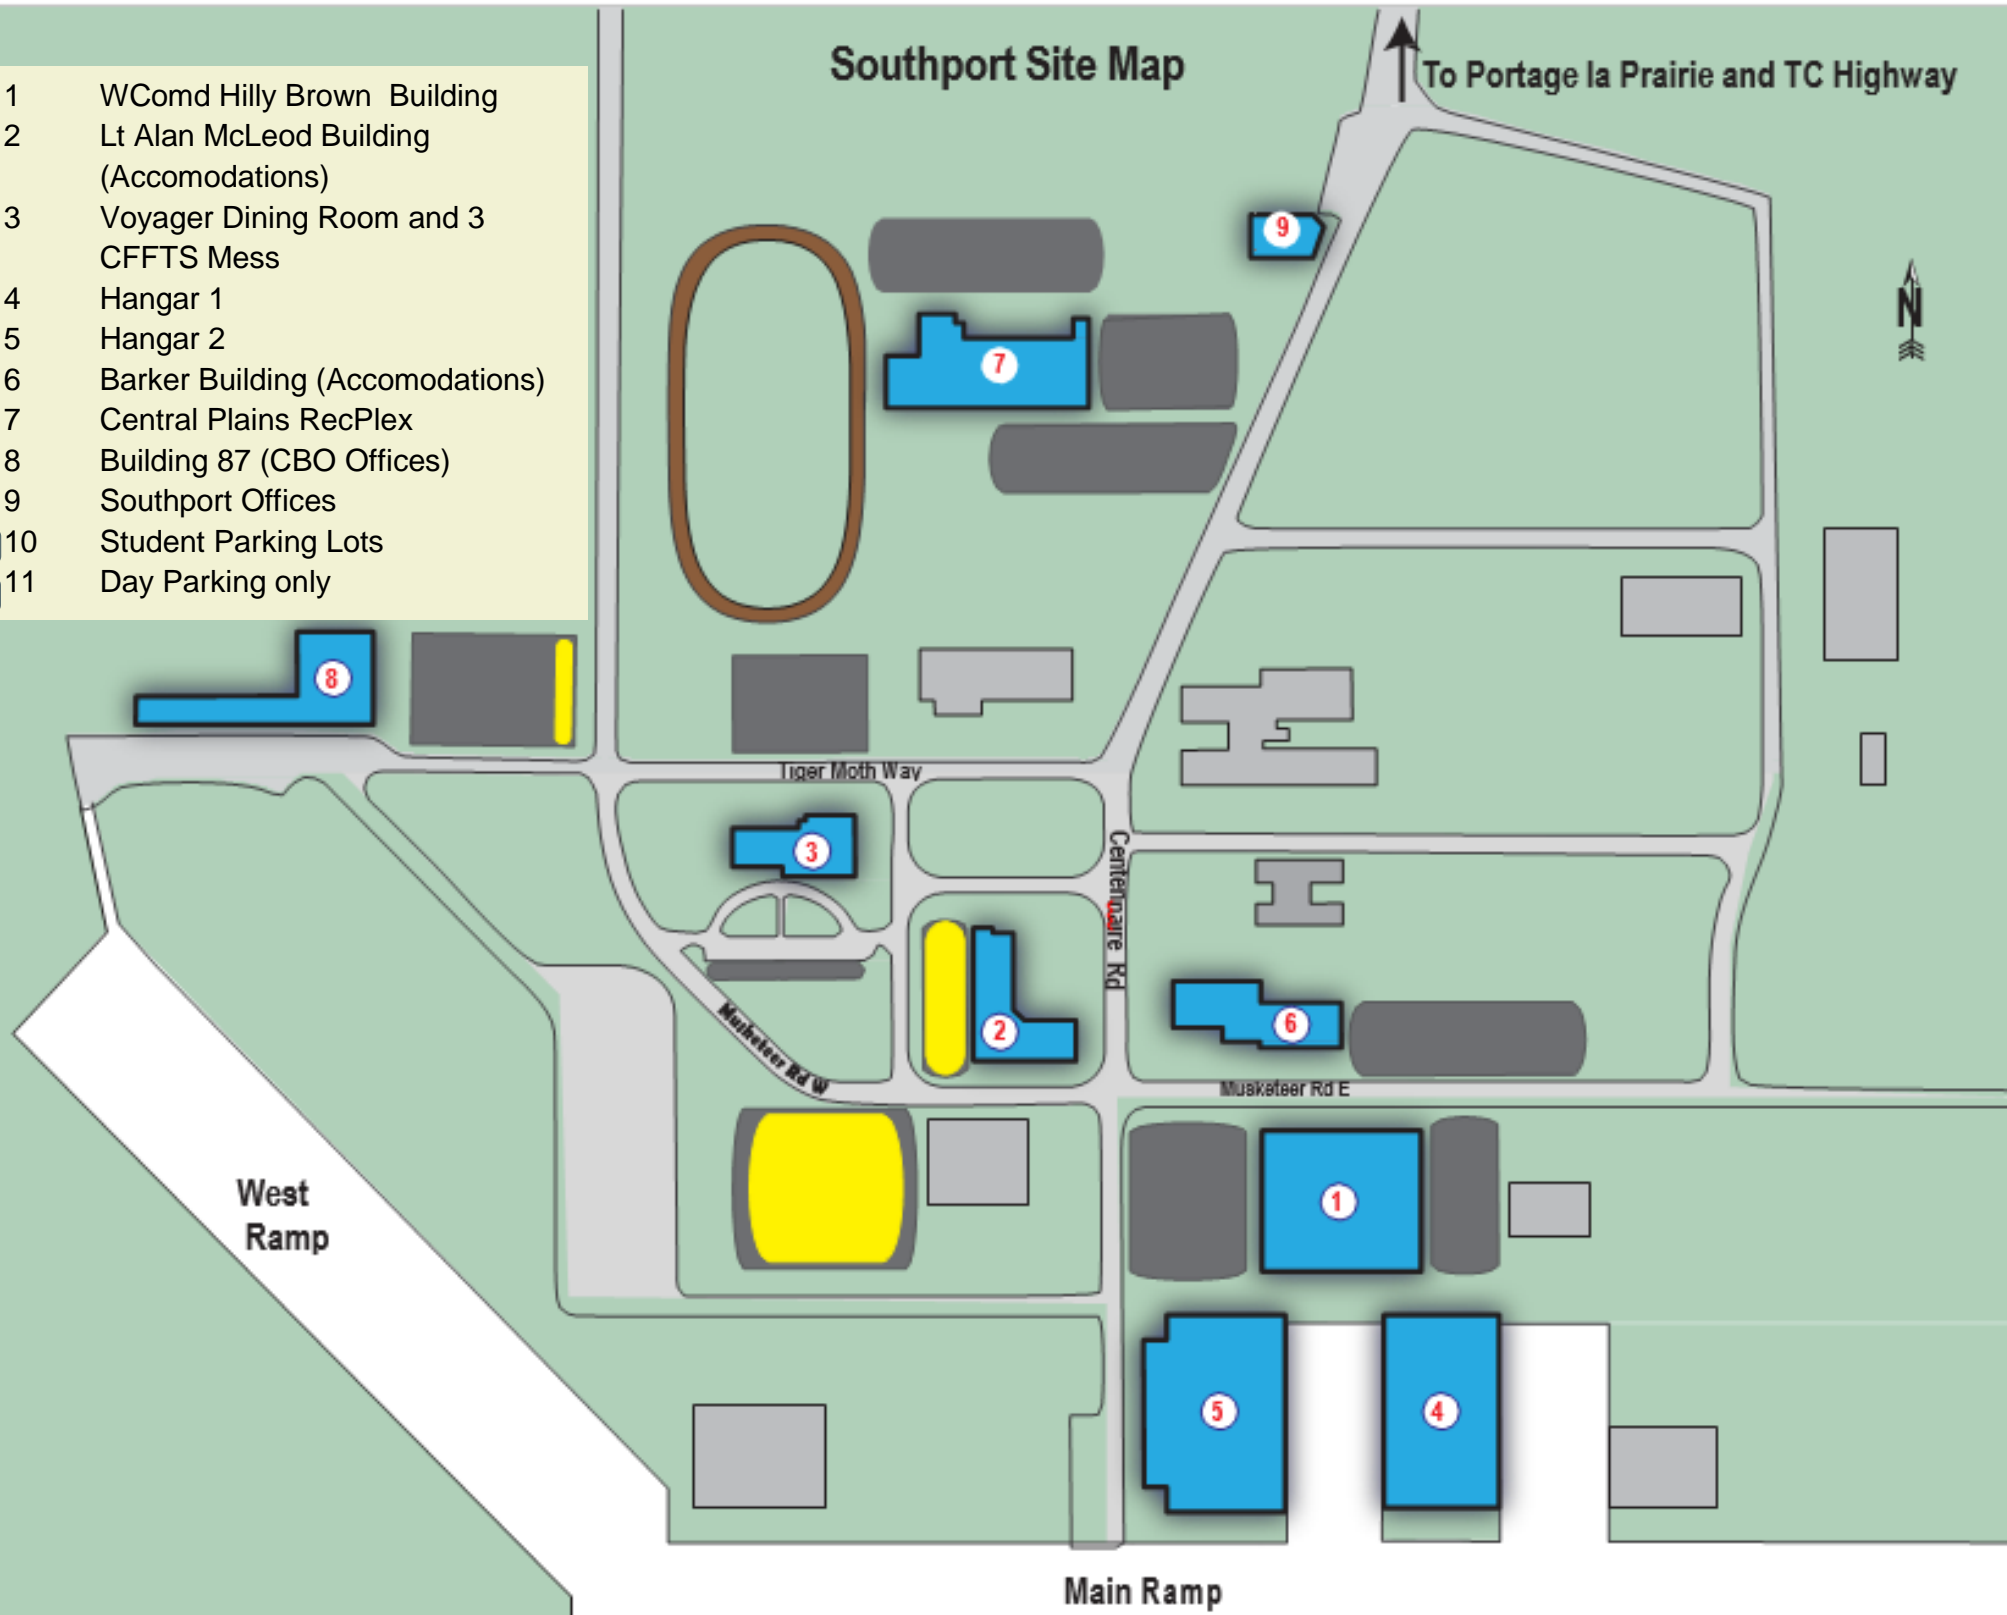 Southport Site Map
To Portage la Prairie and TC Highway
1 WComd Hilly Brown Building
2 Lt Alan McLeod Building
(Accomodations)
3 Voyager Dining Room and 3
CFFTS Mess
4 Hangar 1
5 Hangar 2
6 Barker Building (Accomodations)
7 Central Plains RecPlex
8 Building 87 (CBO Offices)
9 Southport Offices
10 Student Parking Lots
11 Day Parking only
9
N
7
8
Tiger Moth Way
3
Centennaire Rd
2
6
Musketeer Rd W
Musketeer Rd E
1
West
Ramp
5
4
Main Ramp